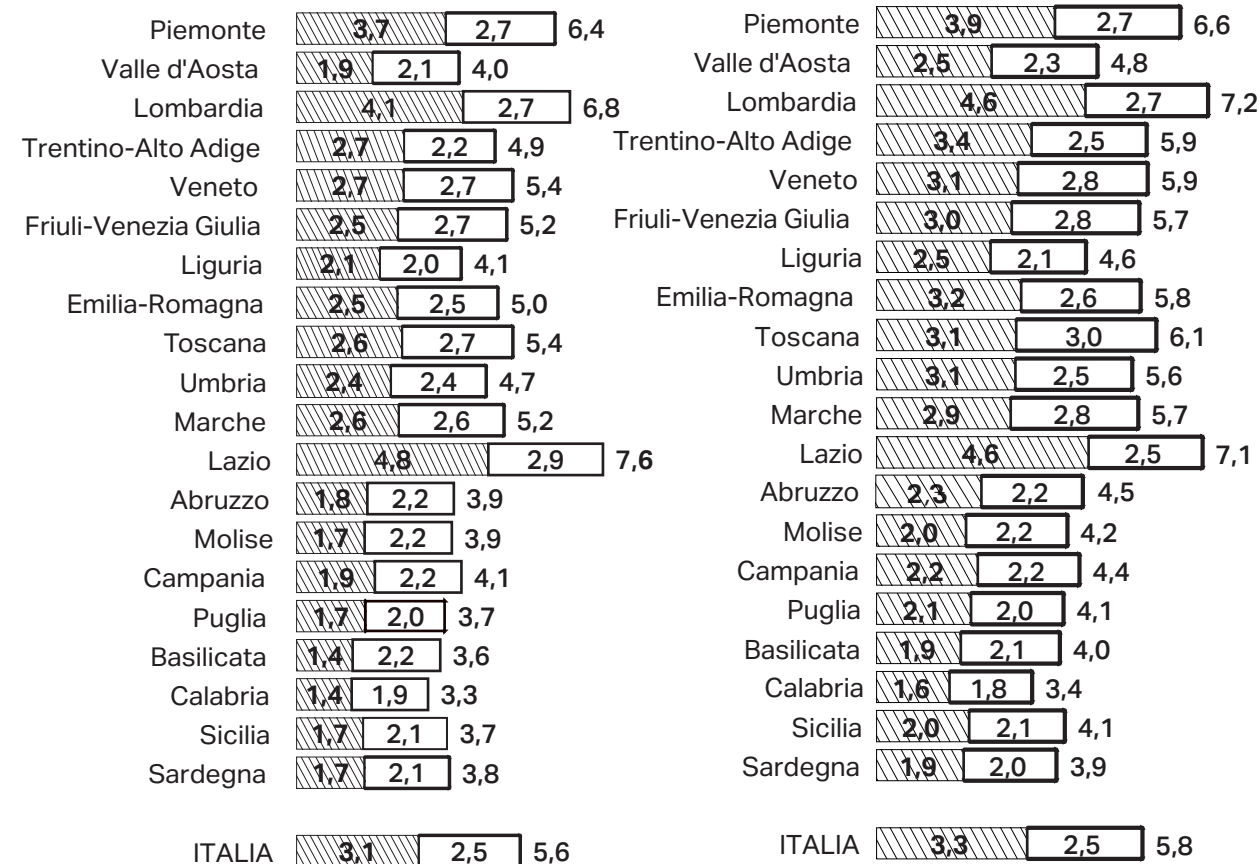 Piemonte 3,7 2,7 6,4
Valle d'Aosta 1,9 2,1 4,0
Lombardia 4,1 2,7 6,8
Trentino-Alto Adige 2,7 2,2 4,9
Veneto 2,7 2,7 5,4
Friuli-Venezia Giulia 2,5 2,7 5,2
Liguria 2,1 2,0 4,1
Emilia-Romagna 2,5 2,5 5,0
Toscana 2,6 2,7 5,4
Umbria 2,4 2,4 4,7
Marche 2,6 2,6 5,2
Lazio 4,8 2,9 7,6
Abruzzo 1,8 2,2 3,9
Molise 1,7 2,2 3,9
Campania 1,9 2,2 4,1
Puglia 1,7 2,0 3,7
Basilicata 1,4 2,2 3,6
Calabria 1,4 1,9 3,3
Sicilia 1,7 2,1 3,7
Sardegna 1,7 2,1 3,8
ITALIA 3,1 2,5 5,6
Piemonte 3,9 2,7 6,6
Valle d'Aosta 2,5 2,3 4,8
Lombardia 4,6 2,7 7,2
Trentino-Alto Adige 3,4 2,5 5,9
Veneto 3,1 2,8 5,9
Friuli-Venezia Giulia 3,0 2,8 5,7
Liguria 2,5 2,1 4,6
Emilia-Romagna 3,2 2,6 5,8
Toscana 3,1 3,0 6,1
Umbria 3,1 2,5 5,6
Marche 2,9 2,8 5,7
Lazio 4,6 2,5 7,1
Abruzzo 2,3 2,2 4,5
Molise 2,0 2,2 4,2
Campania 2,2 2,2 4,4
Puglia 2,1 2,0 4,1
Basilicata 1,9 2,1 4,0
Calabria 1,6 1,8 3,4
Sicilia 2,0 2,1 4,1
Sardegna 1,9 2,0 3,9
ITALIA 3,3 2,5 5,8